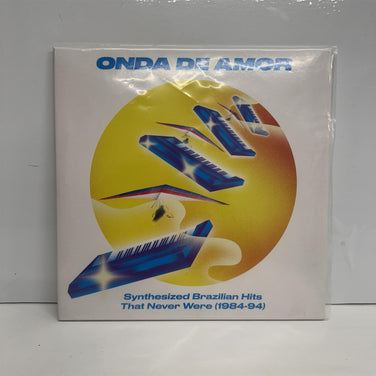 ONDA DE AMOR
Synthesized Brazilian Hits
That Never Were (1984-94)